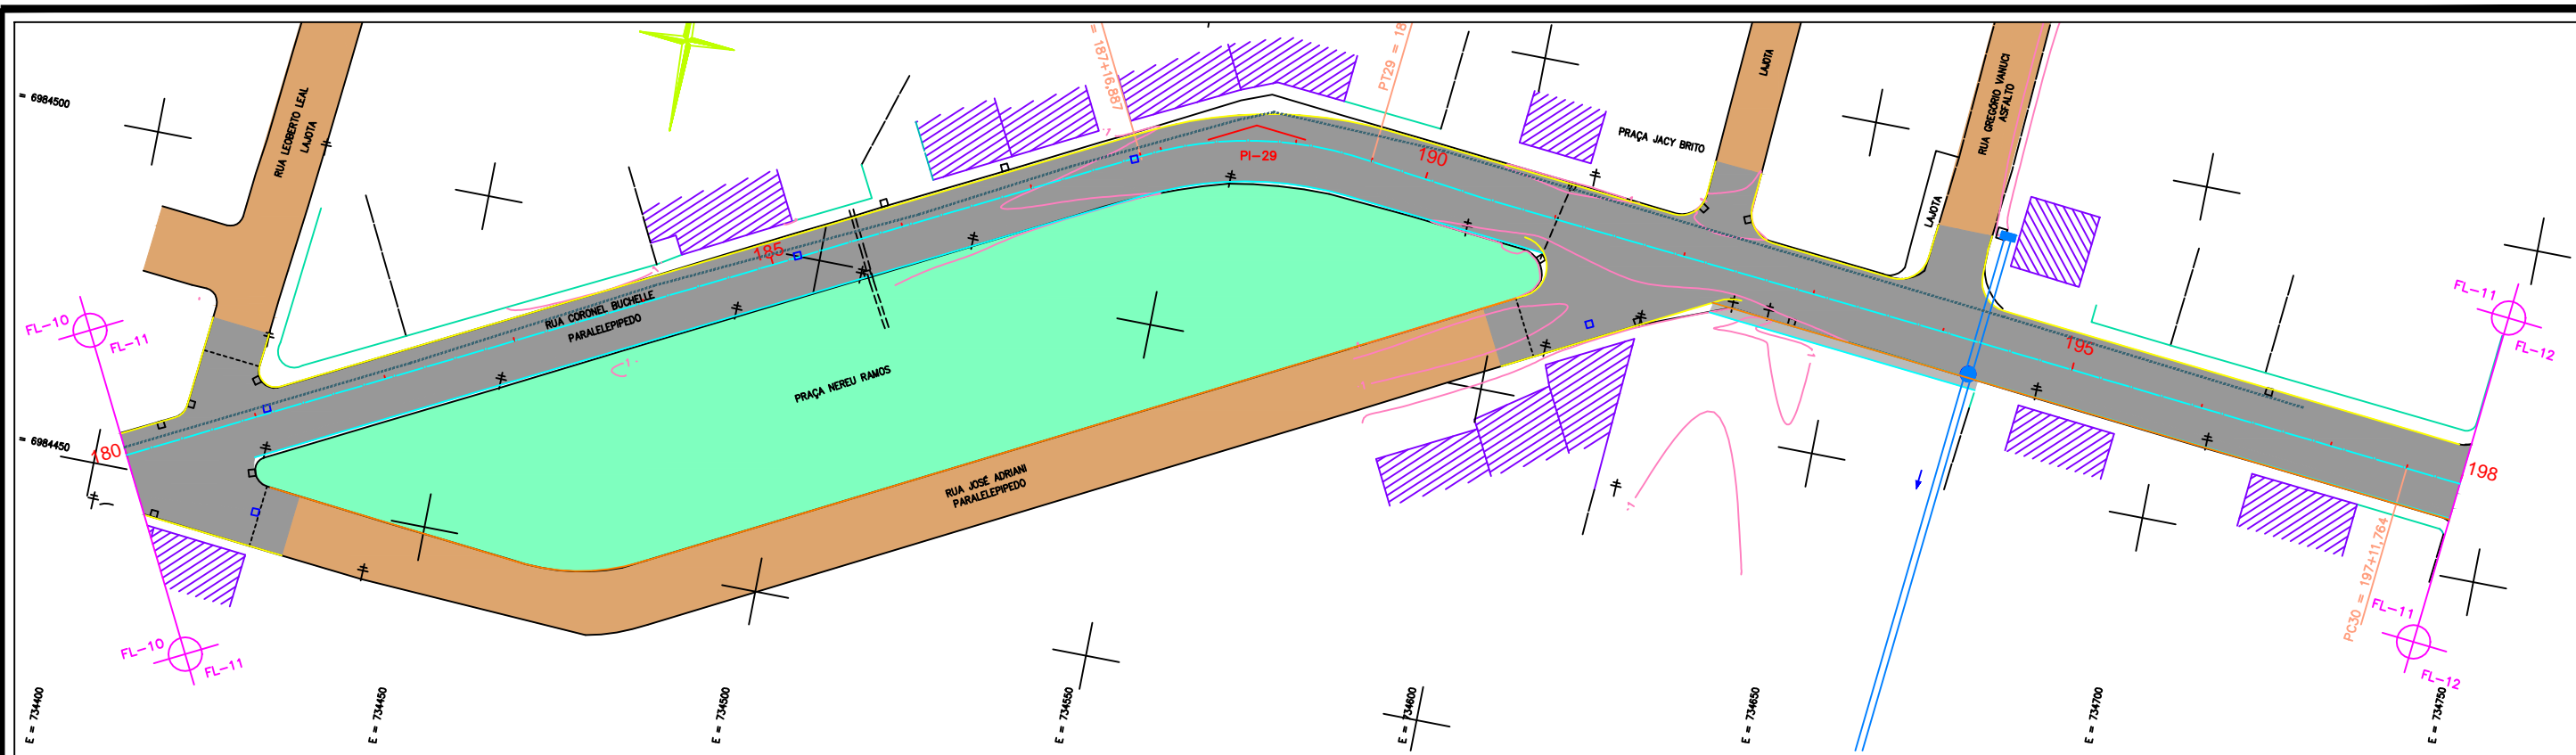 = 6984500
RUA LEOBERTO LEAL
LAJOTA
= 187+16,887
PT29 = 18
PI-29
190
PRAÇA JACY BRITO
LAJOTA
RUA GREGÓRIO VANUCI
ASFALTO
LAJOTA
185
RUA CORONEL BUCHELLE
PARALELEPIPEDO
FL-10
FL-11
FL-11
FL-12
195
PRAÇA NEREU RAMOS
= 6984450
180
RUA JOSÉ ADRIANI
PARALELEPIPEDO
198
PC30 = 197+11,764
FL-10
FL-11
FL-11
FL-12
E = 734400
E = 734450
E = 734500
E = 734550
E = 734600
E = 734650
E = 734700
E = 734750